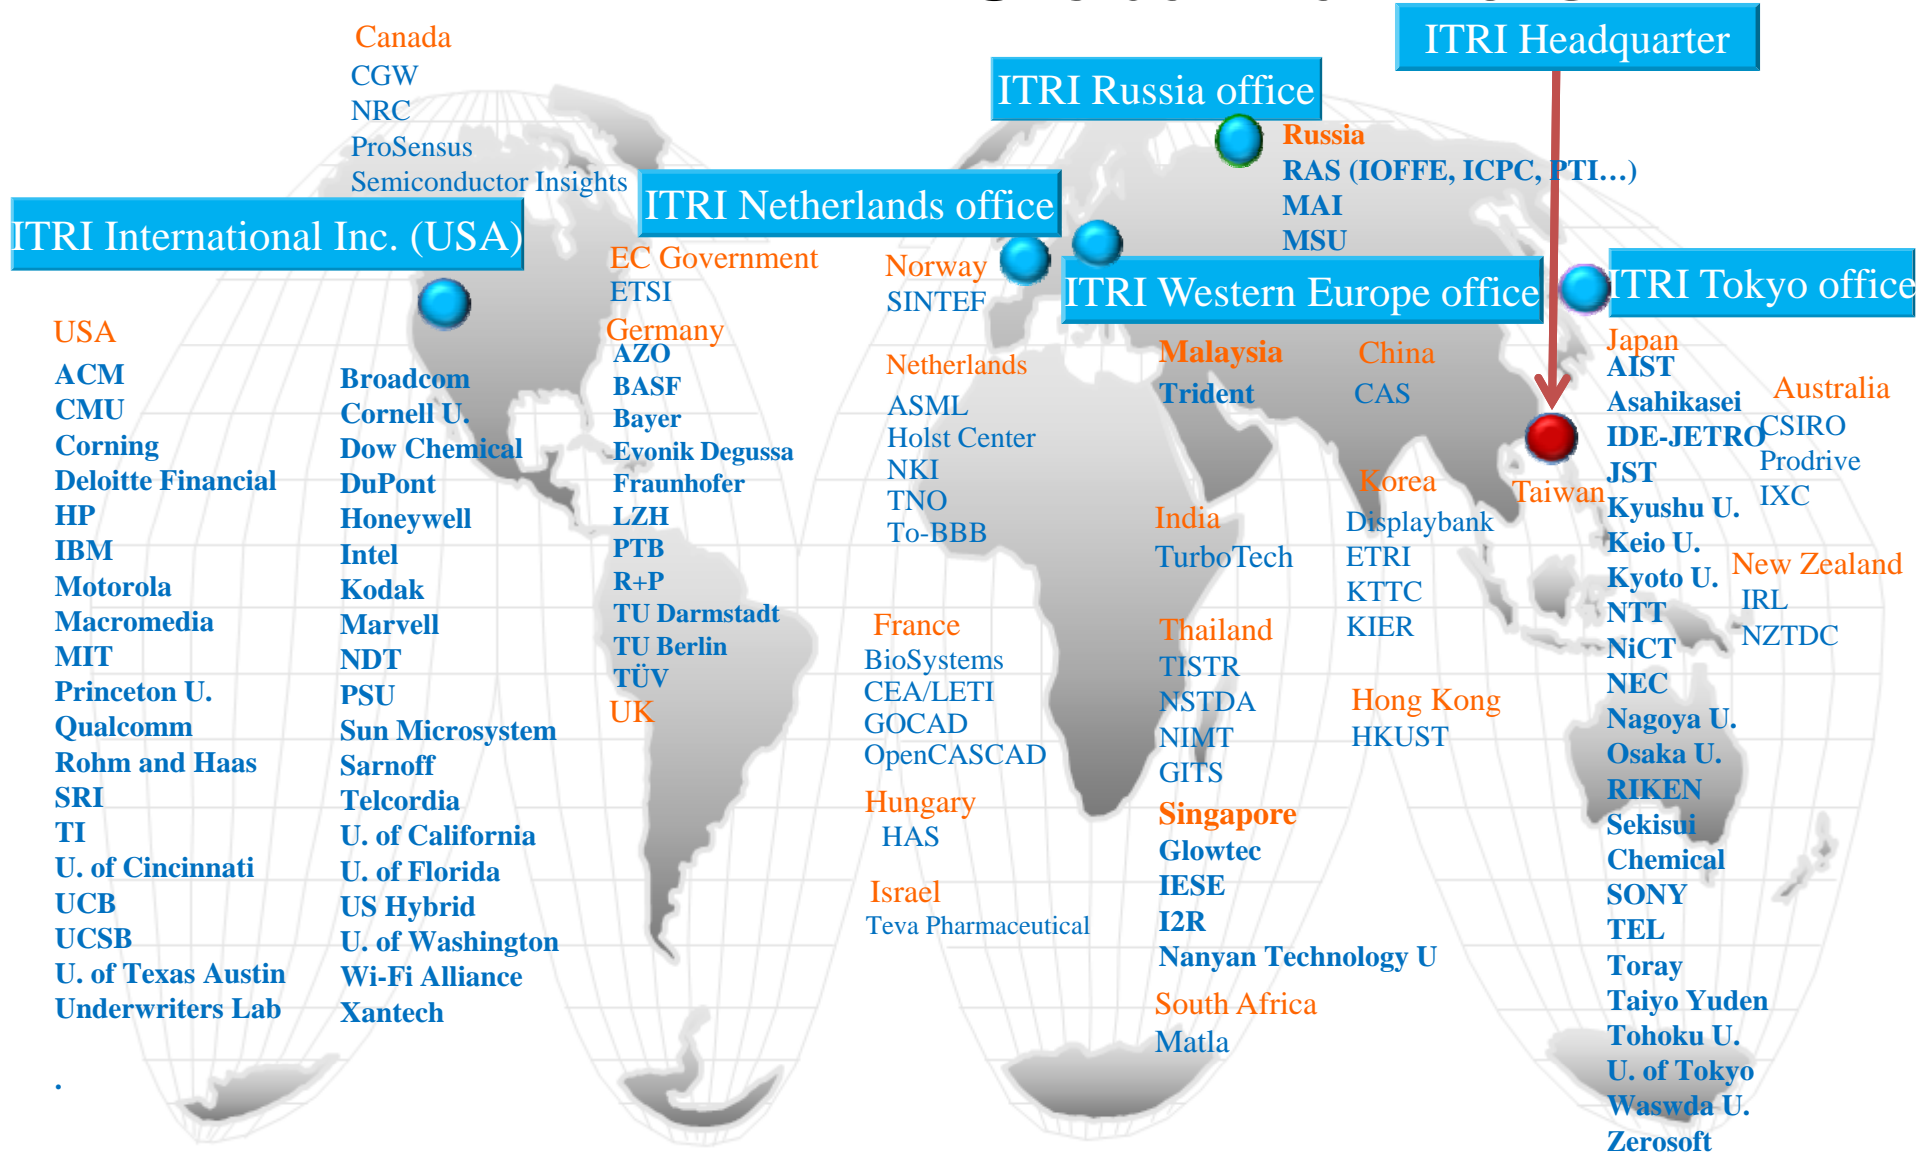 ITRI Headquarter
Canada
CGW
NRC
ProSensus
Semiconductor Insights
ITRI Russia office
Russia
RAS (IOFFE, ICPC, PTI…)
MAI
MSU
ITRI International Inc. (USA)
ITRI Netherlands office
ITRI Western Europe office
ITRI Tokyo office
USA
ACM
CMU
Corning
Deloitte Financial
HP
IBM
Motorola
Macromedia
MIT
Princeton U.
Qualcomm
Rohm and Haas
SRI
TI
U. of Cincinnati
UCB
UCSB
U. of Texas Austin
Underwriters Lab
.
Broadcom
Cornell U.
Dow Chemical
DuPont
Honeywell
Intel
Kodak
Marvell
NDT
PSU
Sun Microsystem
Sarnoff
Telcordia
U. of California
U. of Florida
US Hybrid
U. of Washington
Wi-Fi Alliance
Xantech
EC Government
ETSI
Germany
AZO
BASF
Bayer
Evonik Degussa
Fraunhofer
LZH
PTB
R+P
TU Darmstadt
TU Berlin
TÜV
UK
Norway
SINTEF
Netherlands
ASML
Holst Center
NKI
TNO
To-BBB
France
BioSystems
CEA/LETI
GOCAD
OpenCASCAD
Hungary
HAS
Israel
Teva Pharmaceutical
Malaysia
Trident
India
TurboTech
Thailand
TISTR
NSTDA
NIMT
GITS
Singapore
Glowtec
IESE
I2R
Nanyan Technology U
South Africa
Matla
China
CAS
Korea
Displaybank
ETRI
KTTC
KIER
Hong Kong
HKUST
Taiwan
Japan
AIST
Asahikasei
IDE-JETRO
JST
Kyushu U.
Keio U.
Kyoto U.
NTT
NiCT
NEC
Nagoya U.
Osaka U.
RIKEN
Sekisui
Chemical
SONY
TEL
Toray
Taiyo Yuden
Tohoku U.
U. of Tokyo
Waswda U.
Zerosoft
Australia
CSIRO
Prodrive
IXC
New Zealand
IRL
NZTDC